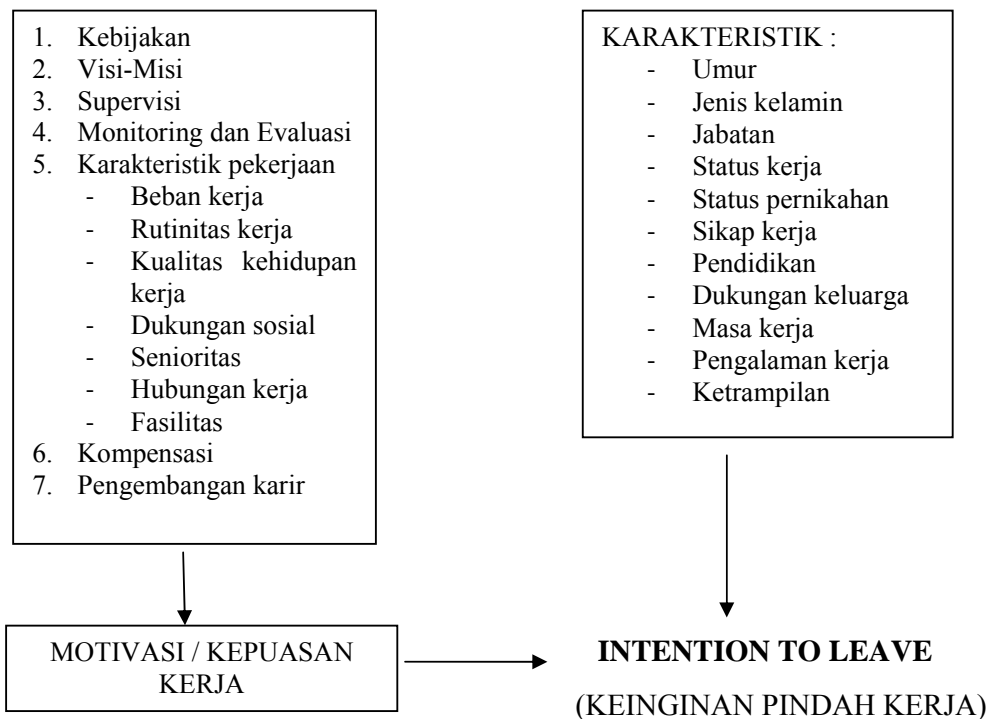 1. Kebijakan
2. Visi-Misi
3. Supervisi
4. Monitoring dan Evaluasi
5. Karakteristik pekerjaan
- Beban kerja
- Rutinitas kerja
- Kualitas kehidupan
kerja
- Dukungan sosial
- Senioritas
- Hubungan kerja
- Fasilitas
6. Kompensasi
7. Pengembangan karir
KARAKTERISTIK :
- Umur
- Jenis kelamin
- Jabatan
- Status kerja
- Status pernikahan
- Sikap kerja
- Pendidikan
- Dukungan keluarga
- Masa kerja
- Pengalaman kerja
- Ketrampilan
MOTIVASI / KEPUASAN
KERJA
INTENTION TO LEAVE
(KEINGINAN PINDAH KERJA)